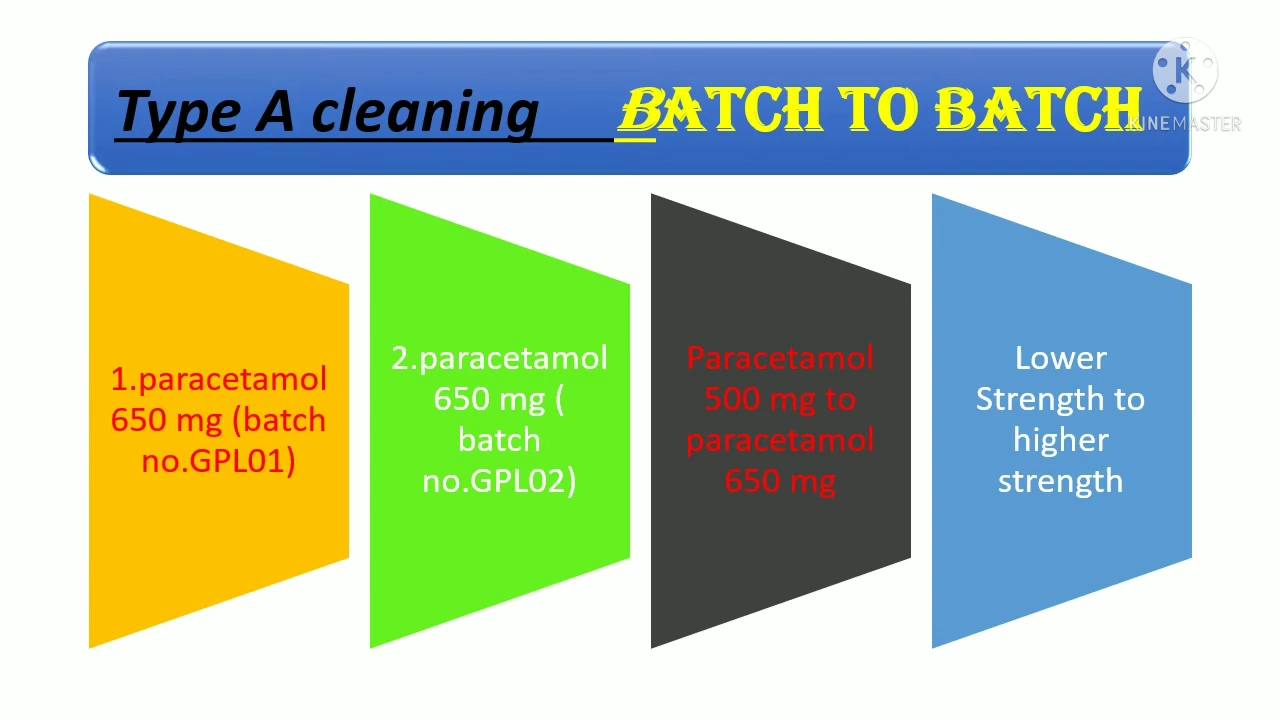 Type A cleaning BATCH TO BATCH
K
KINEMASTER
1.paracetamol
650 mg (batch
no.GPL01)
2.paracetamol
650 mg (
batch
no.GPL02)
Paracetamol
500 mg to
paracetamol
650 mg
Lower
Strength to
higher
strength